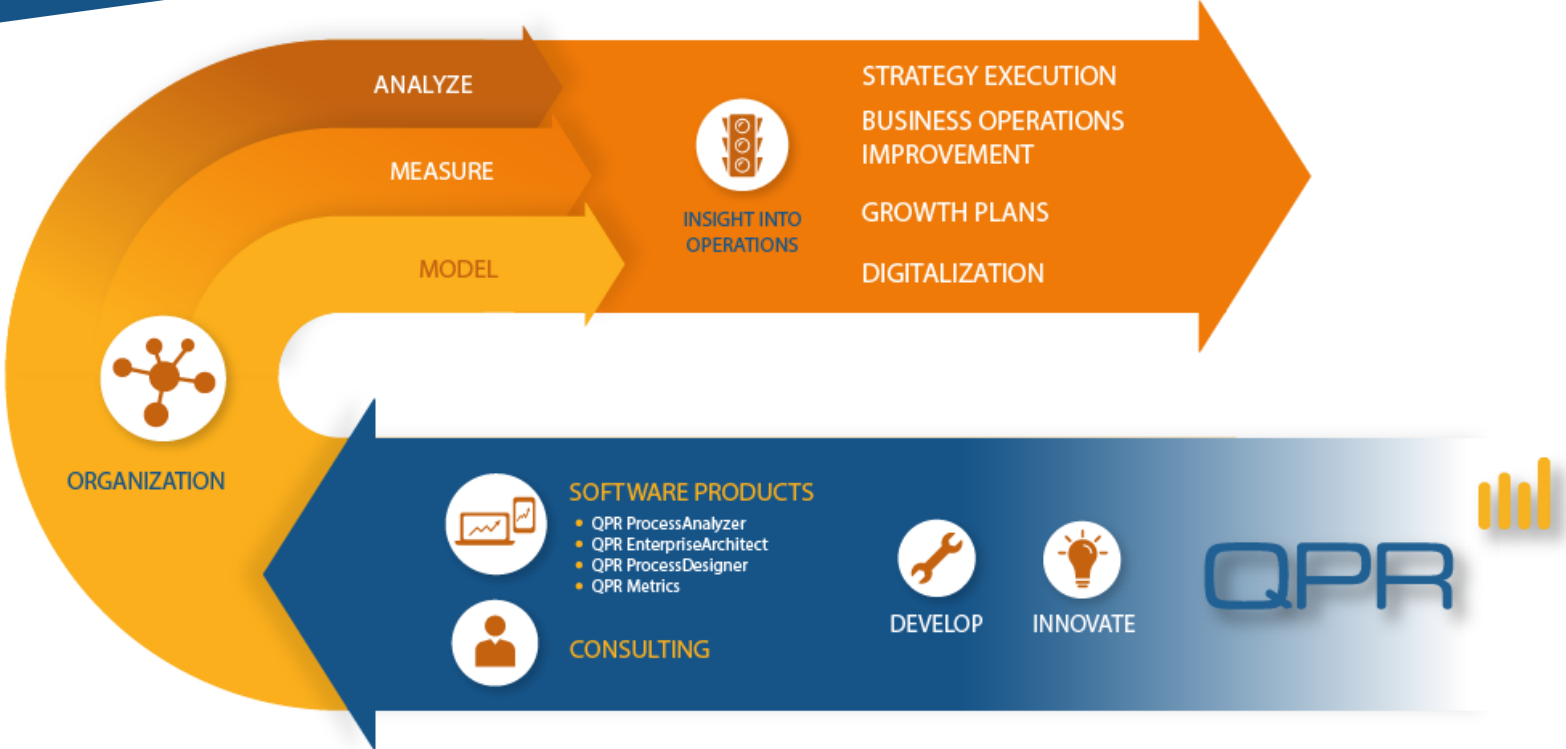 ANALYZE
MEASURE
MODEL
INSIGHT INTO
OPERATIONS
STRATEGY EXECUTION
BUSINESS OPERATIONS
IMPROVEMENT
GROWTH PLANS
DIGITALIZATION
ORGANIZATION
SOFTWARE PRODUCTS
• QPR ProcessAnalyzer
• QPR EnterpriseArchitect
• QPR ProcessDesigner
• QPR Metrics
CONSULTING
DEVELOP
INNOVATE
QPR